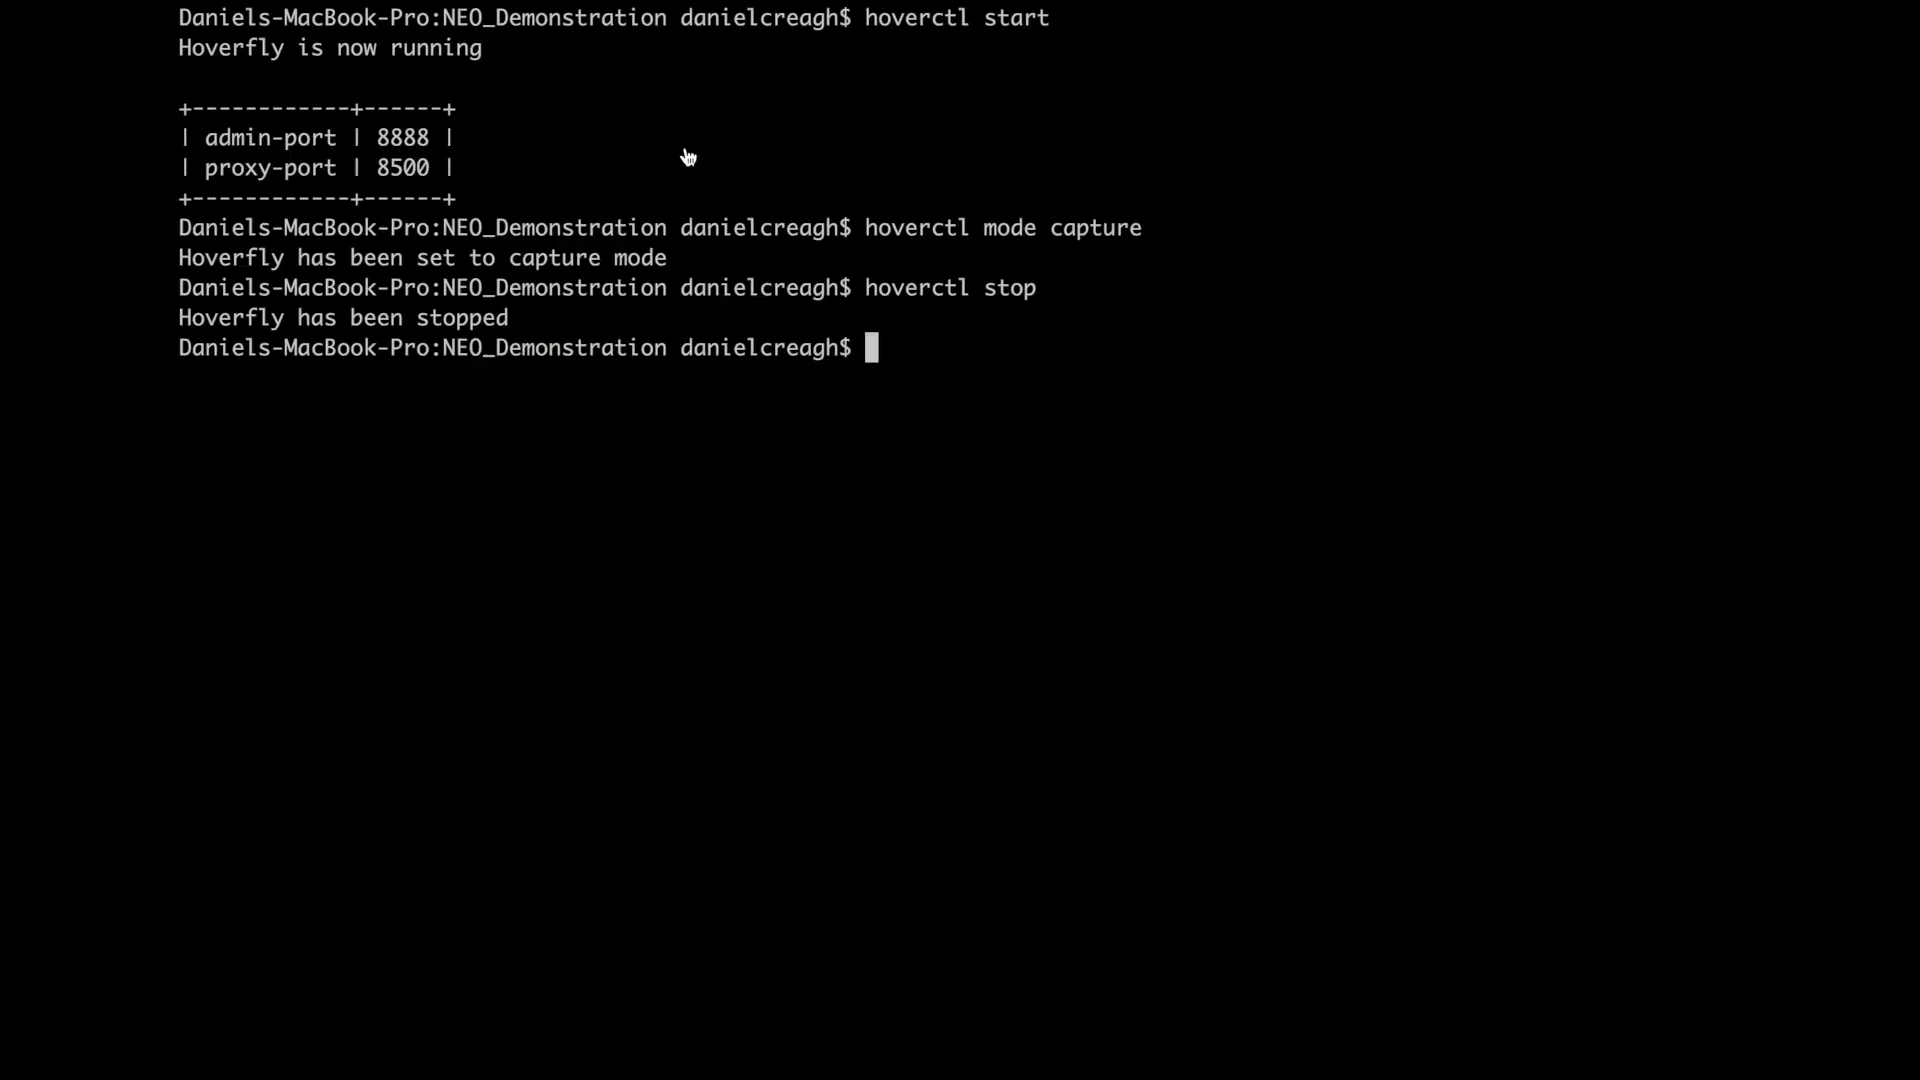 Daniels-MacBook-Pro:NEO_Demonstration danielcreagh$ hoverctl start
Hoverfly is now running
+------------+------+
| admin-port | 8888 |
| proxy-port | 8500 |
+------------+------+
Daniels-MacBook-Pro:NEO_Demonstration danielcreagh$ hoverctl mode capture
Hoverfly has been set to capture mode
Daniels-MacBook-Pro:NEO_Demonstration danielcreagh$ hoverctl stop
Hoverfly has been stopped
Daniels-MacBook-Pro:NEO_Demonstration danielcreagh$